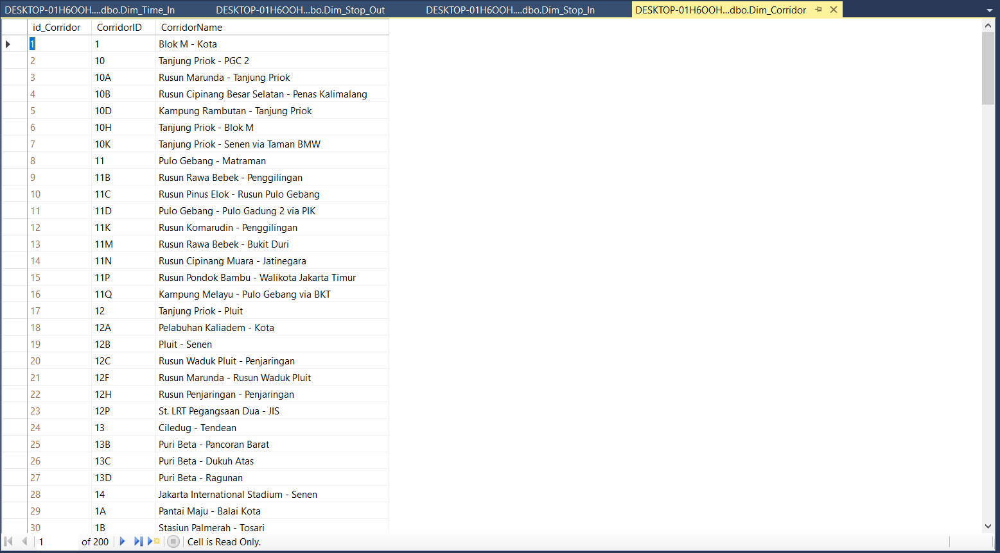 DESKTOP-01H6OOH....dbo.Dim_Time_In DESKTOP-01H6OOH...bo.Dim_Stop_Out DESKTOP-01H6OOH....dbo.Dim_Stop_In DESKTOP-01H6OOH...dbo.Dim_Corridor
id_Corridor CorridorID CorridorName
1 1 Blok M - Kota
2 10 Tanjung Priok - PGC 2
3 10A Rusun Marunda - Tanjung Priok
4 10B Rusun Cipinang Besar Selatan - Penas Kalimalang
5 10D Kampung Rambutan - Tanjung Priok
6 10H Tanjung Priok - Blok M
7 10K Tanjung Priok - Senen via Taman BMW
8 11 Pulo Gebang - Matraman
9 11B Rusun Rawa Bebek - Penggilingan
10 11C Rusun Pinus Elok - Rusun Pulo Gebang
11 11D Pulo Gebang - Pulo Gadung 2 via PIK
12 11K Rusun Komarudin - Penggilingan
13 11M Rusun Rawa Bebek - Bukit Duri
14 11N Rusun Cipinang Muara - Jatinegara
15 11P Rusun Pondok Bambu - Walikota Jakarta Timur
16 11Q Kampung Melayu - Pulo Gebang via BKT
17 12 Tanjung Priok - Pluit
18 12A Pelabuhan Kaliadem - Kota
19 12B Pluit - Senen
20 12C Rusun Waduk Pluit - Penjaringan
21 12F Rusun Marunda - Rusun Waduk Pluit
22 12H Rusun Penjaringan - Penjaringan
23 12P St. LRT Pegangsaan Dua - JIS
24 13 Ciledug - Tendean
25 13B Puri Beta - Pancoran Barat
26 13C Puri Beta - Dukuh Atas
27 13D Puri Beta - Ragunan
28 14 Jakarta International Stadium - Senen
29 1A Pantai Maju - Balai Kota
30 1B Stasiun Palmerah - Tosari
1 of 200 Cell is Read Only.